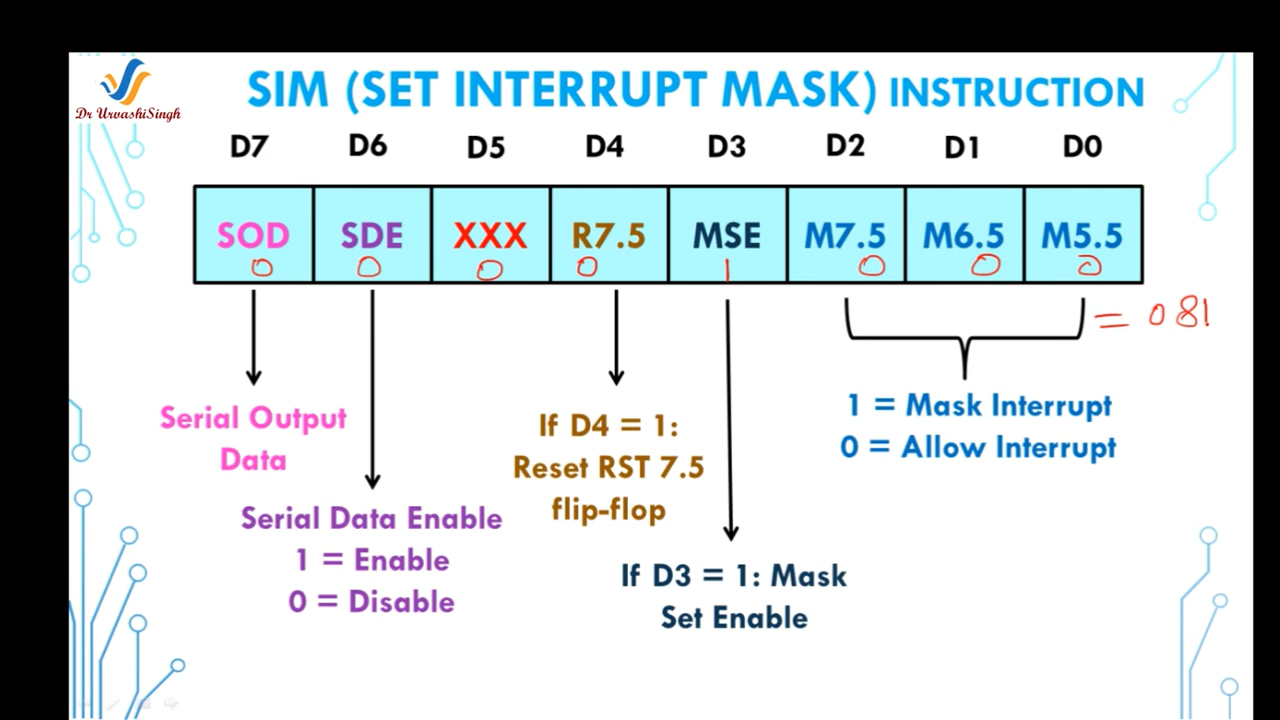 Dr UrvashiSingh
SIM (SET INTERRUPT MASK) INSTRUCTION
D7 D6 D5 D4 D3 D2 D1 D0
SOD SDE XXX R7.5 MSE M7.5 M6.5 M5.5
0 0 0 0 1 0 0 0
= 081
Serial Output
Data
Serial Data Enable
1 = Enable
0 = Disable
If D4 = 1:
Reset RST 7.5
flip-flop
If D3 = 1: Mask
Set Enable
1 = Mask Interrupt
0 = Allow Interrupt